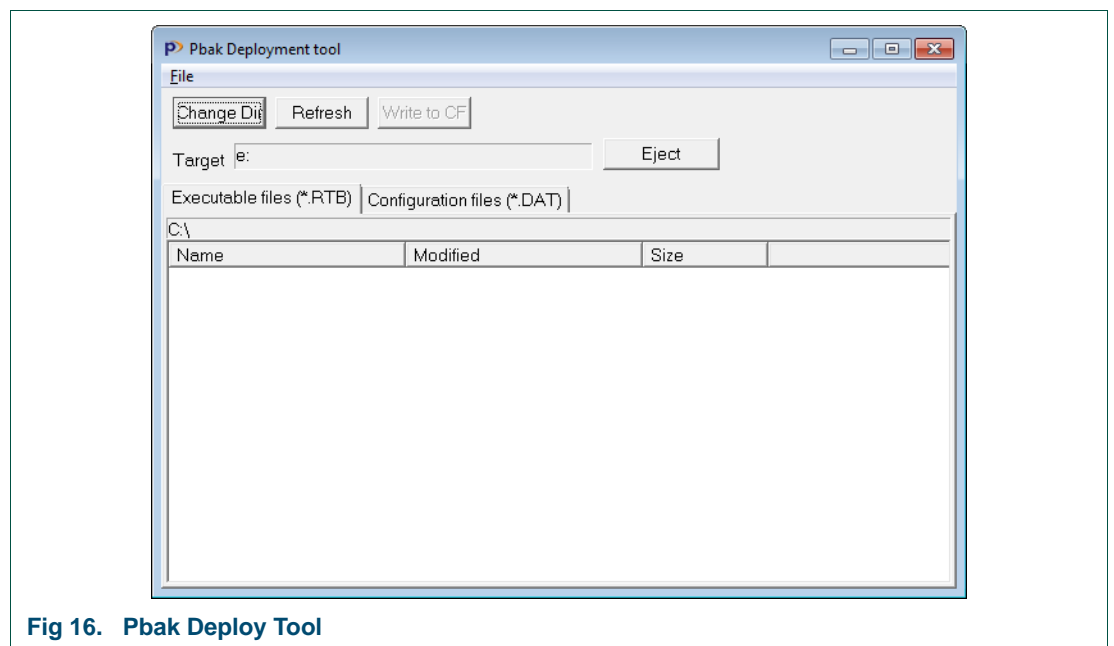 Pbak Deployment tool
File
Change Dir Refresh Write to CF
Target e: Eject
Executable files (*.RTB) Configuration files (*.DAT)
C:\
Name Modified Size
Fig 16. Pbak Deploy Tool